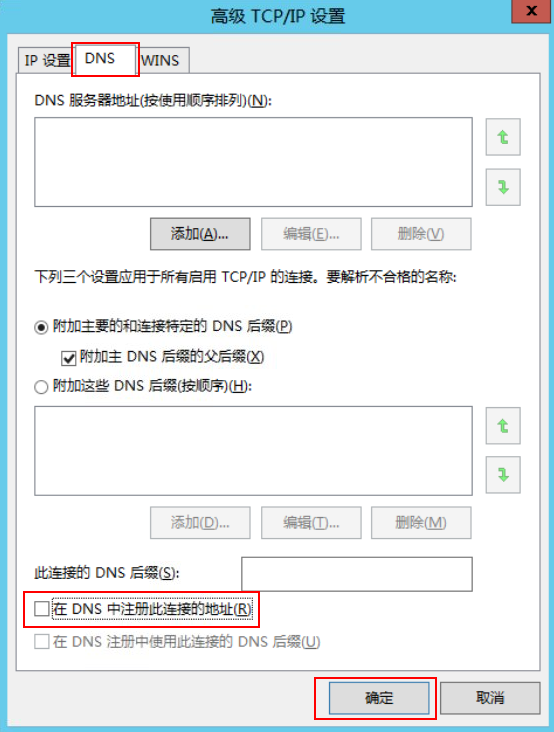 高级 TCP/IP 设置
x
IP 设置 DNS WINS
DNS 服务器地址(按使用顺序排列)(N):
添加(A)... 编辑(E)... 删除(V)
下列三个设置应用于所有启用 TCP/IP 的连接。要解析不合格的名称:
附加主要的和连接特定的 DNS 后缀(P)
附加主 DNS 后缀的父后缀(X)
附加这些 DNS 后缀(按顺序)(H):
添加(D)... 编辑(T)... 删除(M)
此连接的 DNS 后缀(S):
在 DNS 中注册此连接的地址(R)
在 DNS 注册中使用此连接的 DNS 后缀(U)
确定 取消